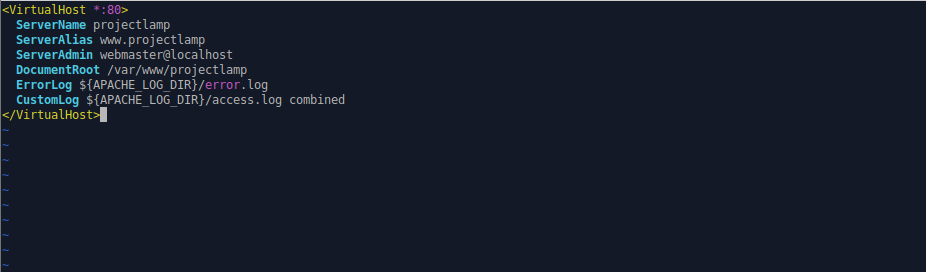 <VirtualHost *:80>
  ServerName projectlamp
  ServerAlias www.projectlamp
  ServerAdmin webmaster@localhost
  DocumentRoot /var/www/projectlamp
  ErrorLog ${APACHE_LOG_DIR}/error.log
  CustomLog ${APACHE_LOG_DIR}/access.log combined
</VirtualHost>
~
~
~
~
~
~
~
~
~
~